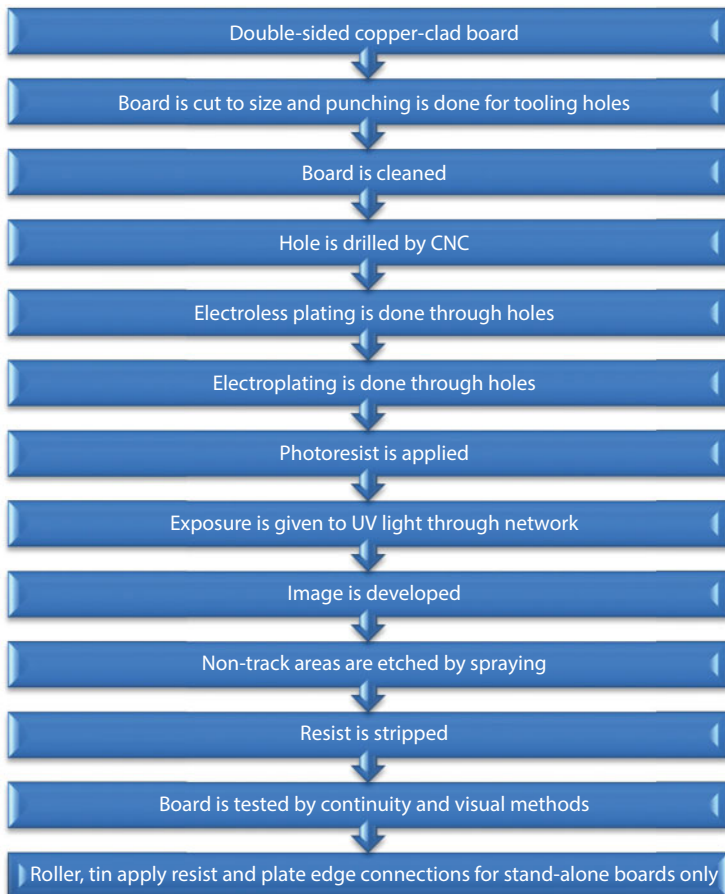 Double-sided copper-clad board
Board is cut to size and punching is done for tooling holes
Board is cleaned
Hole is drilled by CNC
Electroless plating is done through holes
Electroplating is done through holes
Photoresist is applied
Exposure is given to UV light through network
Image is developed
Non-track areas are etched by spraying
Resist is stripped
Board is tested by continuity and visual methods
Roller, tin apply resist and plate edge connections for stand-alone boards only